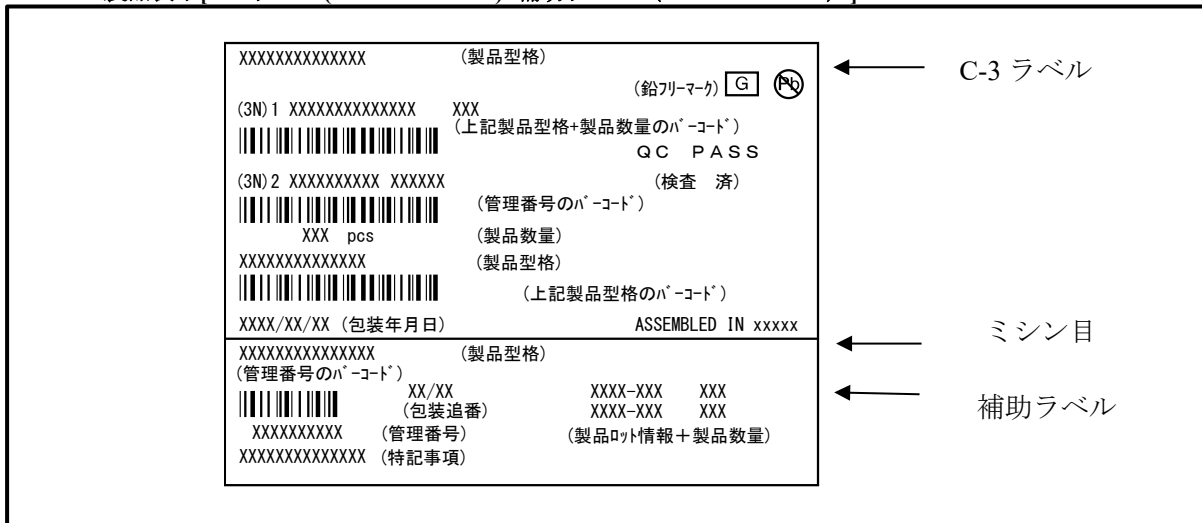 XXXXXXXXXXXXXX (製品型格)
(鉛フリーマーク) G Pb
(3N)1 XXXXXXXXXXXXXX XXX
(上記製品型格+製品数量のバーコード)
QC PASS
(3N)2 XXXXXXXXXX XXXXXX (検査 済)
(管理番号のバーコード)
XXX pcs (製品数量)
XXXXXXXXXXXXXX (製品型格)
(上記製品型格のバーコード)
XXXX/XX/XX (包装年月日) ASSEMBLED IN xxxxx
XXXXXXXXXXXXXXX (製品型格)
(管理番号のバーコード)
XX/XX XXXX-XXX XXX
(包装追番) XXXX-XXX XXX
XXXXXXXXXX (管理番号) (製品ロット情報+製品数量)
XXXXXXXXXXXXXX (特記事項)
C-3 ラベル
ミシン目
補助ラベル